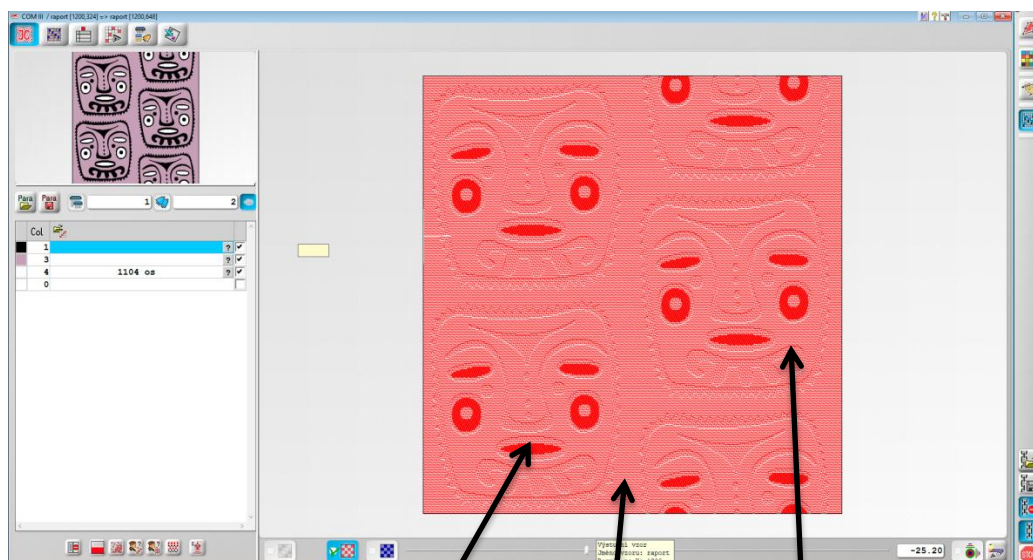 COM III / raport [1200,324] => raport [1200,648]
Para
Para
1
2
Col
1
?
3
?
4
1104 os
?
0
Výstupní vzor
Jméno vzoru: raport
-25.20
STOP